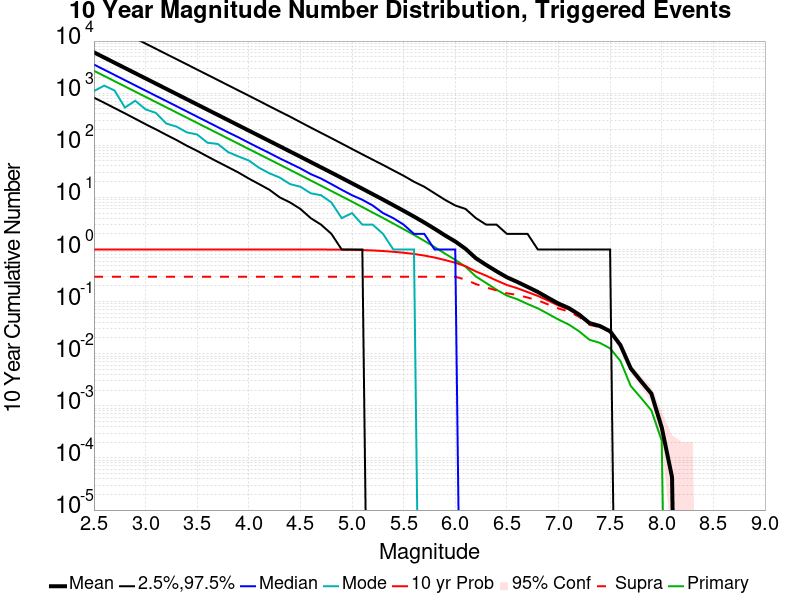 10 Year Magnitude Number Distribution, Triggered Events
10 Year Cumulative Number
10^4
10^3
10^2
10^1
10^0
10^-1
10^-2
10^-3
10^-4
10^-5
2.5 3.0 3.5 4.0 4.5 5.0 5.5 6.0 6.5 7.0 7.5 8.0 8.5 9.0
Magnitude
Mean 2.5%,97.5% Median Mode 10 yr Prob 95% Conf Supra Primary